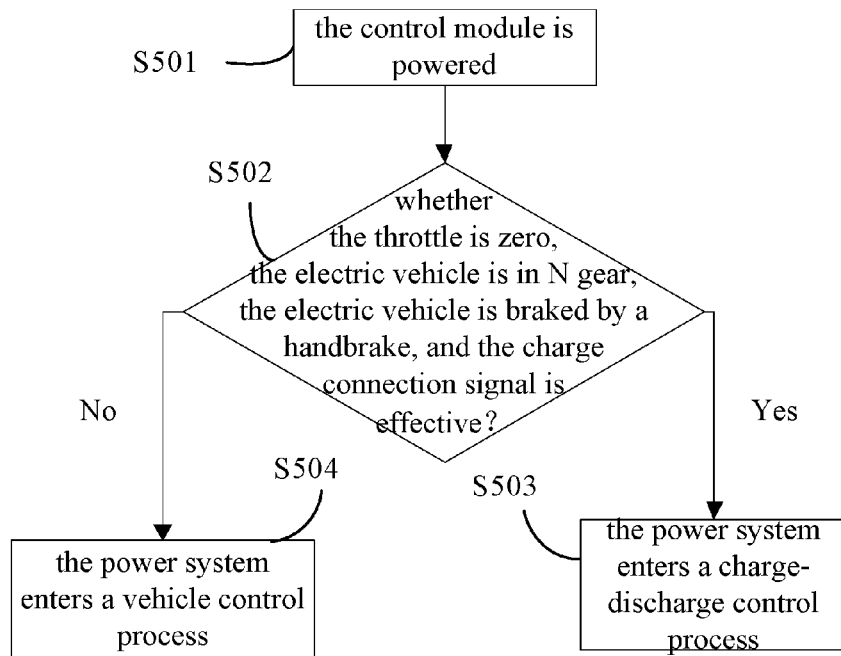 S501
the control module is
powered
S502
whether
the throttle is zero,
the electric vehicle is in N gear,
the electric vehicle is braked by a
handbrake, and the charge
connection signal is
effective?
No
Yes
S504
S503
the power system
enters a vehicle control
process
the power system
enters a charge-
discharge control
process